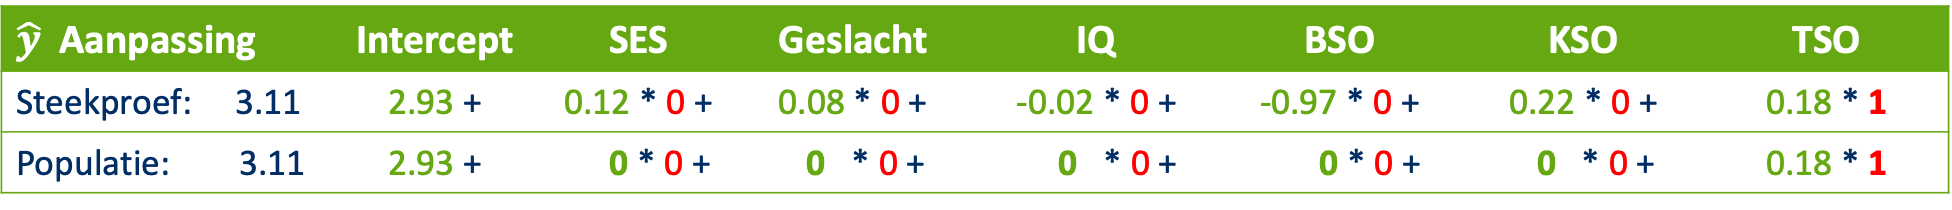 ŷ Aanpassing Intercept SES Geslacht IQ BSO KSO TSO
Steekproef: 3.11 2.93 + 0.12 * 0 + 0.08 * 0 + -0.02 * 0 + -0.97 * 0 + 0.22 * 0 + 0.18 * 1
Populatie: 3.11 2.93 + 0 * 0 + 0 * 0 + 0 * 0 + 0 * 0 + 0 * 0 + 0.18 * 1